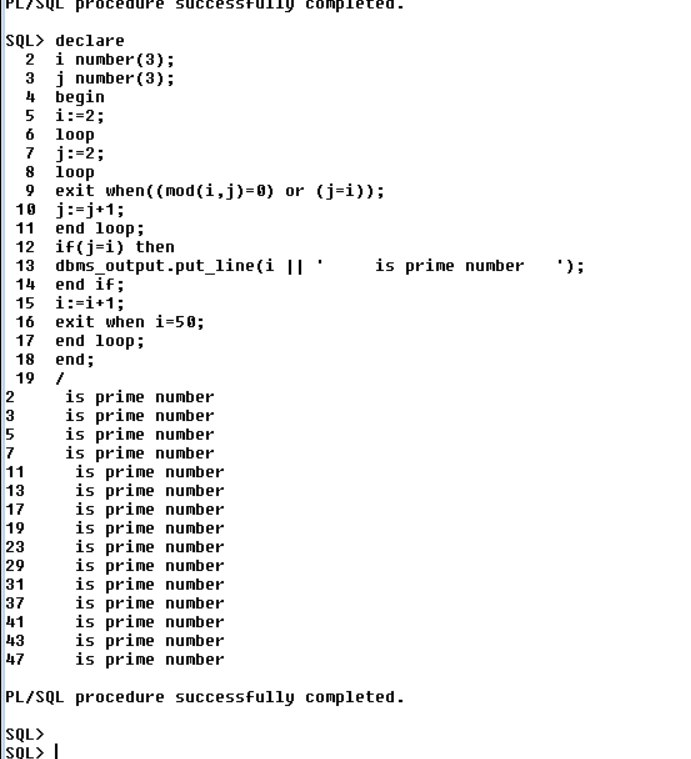 PL/SQL procedure successfully completed.
SQL> declare
  2  i number(3);
  3  j number(3);
  4  begin
  5  i:=2;
  6  loop
  7  j:=2;
  8  loop
  9  exit when((mod(i,j)=0) or (j=i));
 10  j:=j+1;
 11  end loop;
 12  if(j=i) then
 13  dbms_output.put_line(i || '     is prime number   ');
 14  end if;
 15  i:=i+1;
 16  exit when i=50;
 17  end loop;
 18  end;
 19  /
2     is prime number
3     is prime number
5     is prime number
7     is prime number
11     is prime number
13     is prime number
17     is prime number
19     is prime number
23     is prime number
29     is prime number
31     is prime number
37     is prime number
41     is prime number
43     is prime number
47     is prime number
PL/SQL procedure successfully completed.
SQL>
SQL>